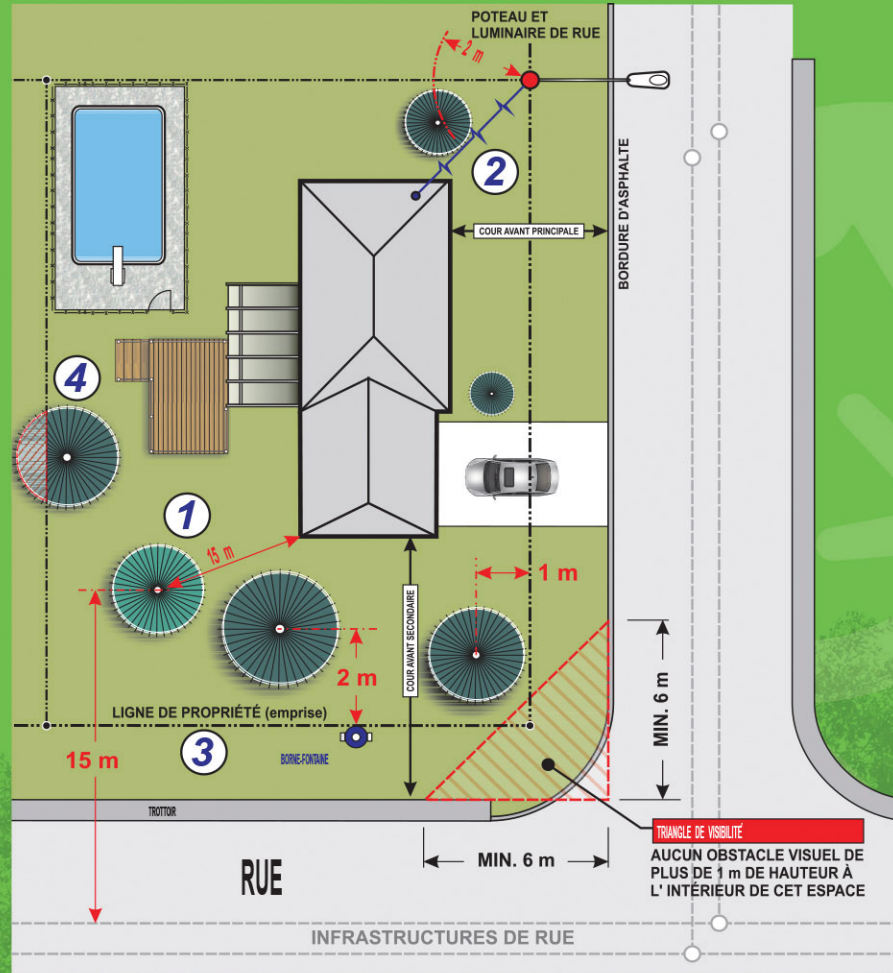 POTEAU ET
LUMINAIRE DE RUE
2 m
2
COUR AVANT PRINCIPALE
BORDURE D'ASPHALTE
4
1
15 m
1 m
COUR AVANT SECONDAIRE
2 m
MIN. 6 m
LIGNE DE PROPRIÉTÉ (emprise)
15 m
3
BORNE-FONTAINE
TROTTOIR
MIN. 6 m
TRIANGLE DE VISIBILITÉ
AUCUN OBSTACLE VISUEL DE
PLUS DE 1 m DE HAUTEUR À
L' INTÉRIEUR DE CET ESPACE
RUE
INFRASTRUCTURES DE RUE